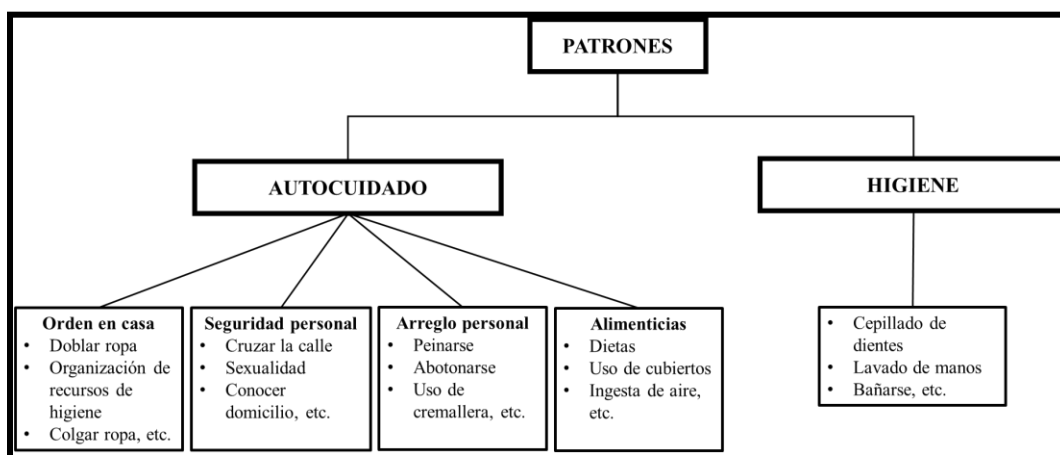 PATRONES
AUTOCUIDADO
HIGIENE
Orden en casa
• Doblar ropa
• Organización de
recursos de
higiene
• Colgar ropa, etc.
Seguridad personal
• Cruzar la calle
• Sexualidad
• Conocer
domicilio, etc.
Arreglo personal
• Peinarse
• Abotonarse
• Uso de
cremallera, etc.
Alimenticias
• Dietas
• Uso de cubiertos
• Ingesta de aire,
etc.
• Cepillado de
dientes
• Lavado de manos
• Bañarse, etc.